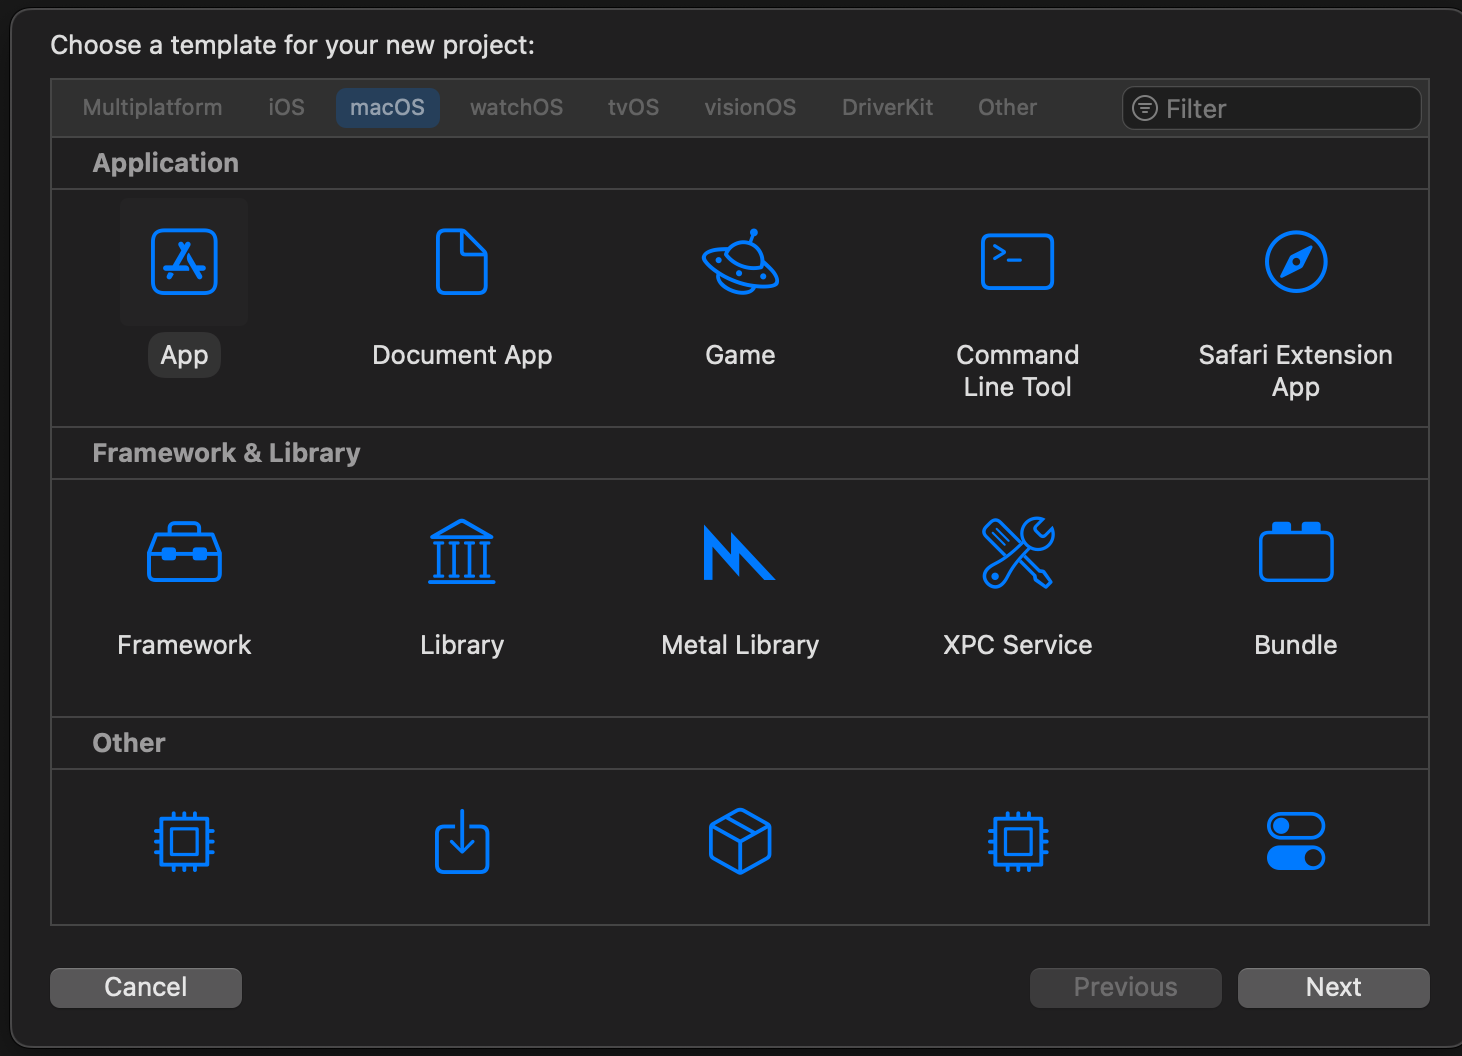 Choose a template for your new project:
Multiplatform iOS macOS watchOS tvOS visionOS DriverKit Other Filter
Application
App Document App Game Command Line Tool Safari Extension App
Framework & Library
Framework Library Metal Library XPC Service Bundle
Other
Cancel Previous Next